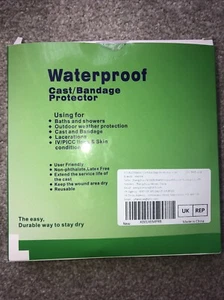 Waterproof
Cast/Bandage
Protector
Using for
Baths and showers
Outdoor weather protection
Cast and Bandage
Lacerations
IV/PICC lines & Skin
conditions
User Friendly
Non-phthalate, Latex Free
Extend the service life of
the cast
Keep the wound area dry
Reusable
UK REP
New
The easy,
Durable way to stay dry